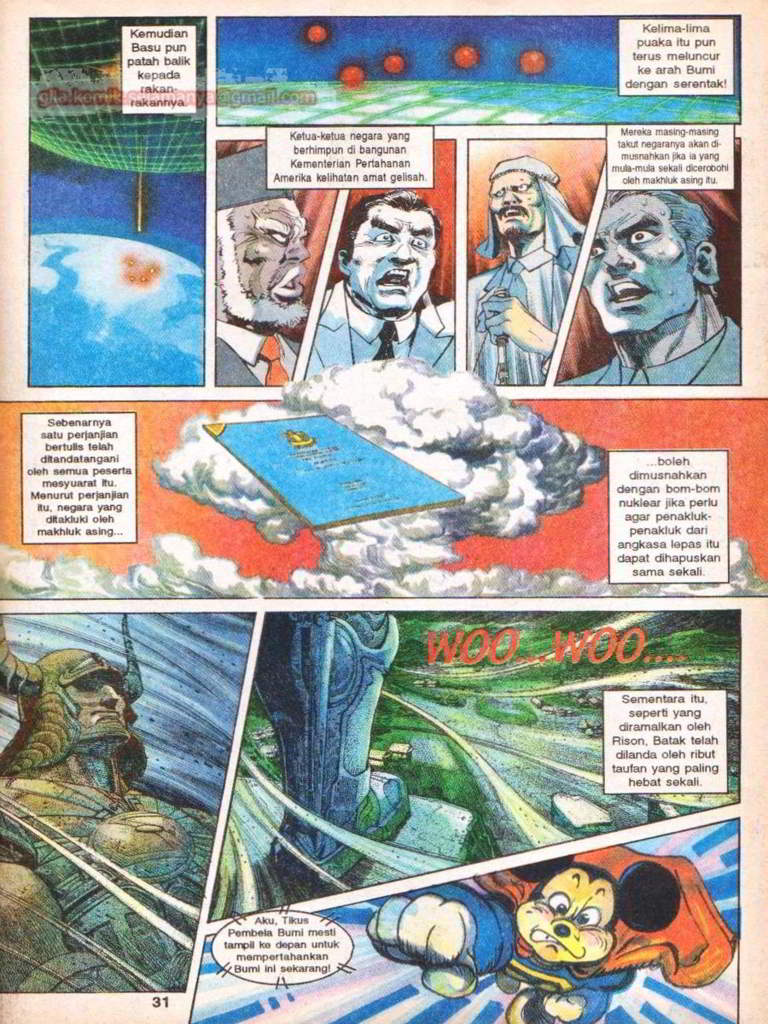 Kemudian
Basu pun
patah balik
kepada
rakan-
rakannya.
Kelima-lima
puaka itu pun
terus meluncur
ke arah Bumi
dengan serentak!
Ketua-ketua negara yang
berhimpun di bangunan
Kementerian Pertahanan
Amerika kelihatan amat gelisah.
Mereka masing-masing
takut negaranya akan di-
musnahkan jika ia yang
mula-mula sekali dicerobohi
oleh makhluk asing itu.
Sebenarnya
satu perjanjian
bertulis telah
ditandatangani
oleh semua peserta
mesyuarat itu.
Menurut perjanjian
itu, negara yang
ditakluki oleh
makhluk asing...
...boleh
dimusnahkan
dengan bom-bom
nuklear jika perlu
agar penakluk-
penakluk dari
angkasa lepas itu
dapat dihapuskan
sama sekali.
WOO...WOO....
Sementara itu,
seperti yang
diramalkan oleh
Rison, Batak telah
dilanda oleh ribut
taufan yang paling
hebat sekali.
Aku, Tikus
Pembela Bumi mesti
tampil ke depan untuk
mempertahankan
Bumi ini sekarang!
31